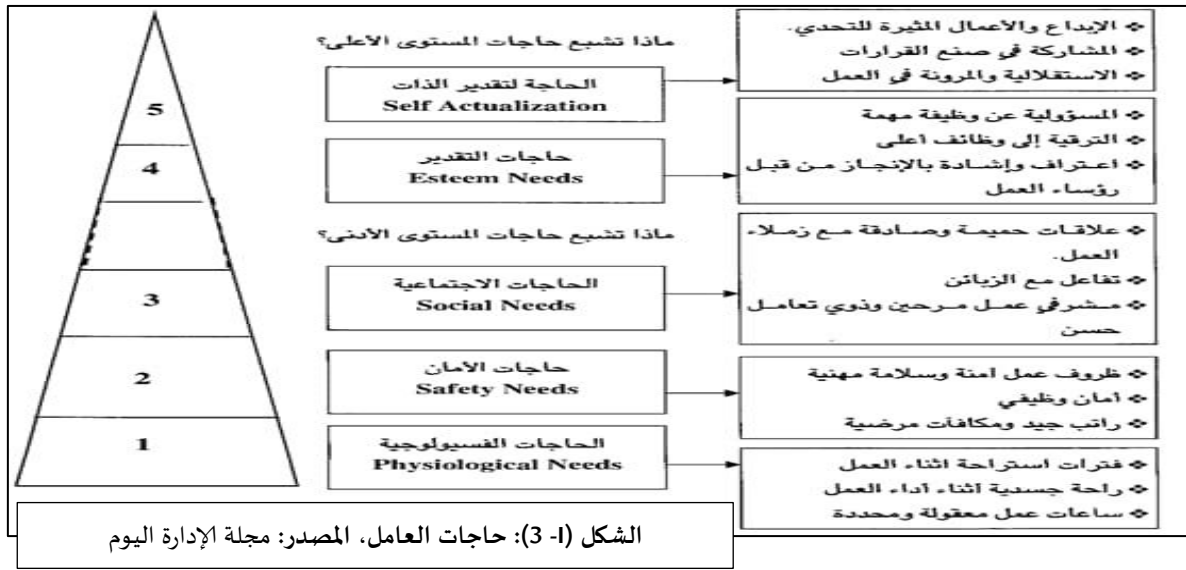 ماذا تشبع حاجات المستوى الأعلى؟
5
الحاجة لتقدير الذات
Self Actualization
❖ الإبداع والأعمال المثيرة للتحدي.
❖ المشاركة في صنع القرارات
❖ الاستقلالية والمرونة في العمل
4
حاجات التقدير
Esteem Needs
❖ المسؤولية عن وظيفة مهمة
❖ الترقية إلى وظائف أعلى
❖ اعتراف وإشادة بالإنجاز من قبل
رؤساء العمل
ماذا تشبع حاجات المستوى الأدنى؟
3
الحاجات الاجتماعية
Social Needs
❖ علاقات حميمة وصادقة مع زملاء
العمل.
❖ تفاعل مع الزبائن
❖ مشرفي عمل مرحين وذوي تعامل
حسن
2
حاجات الأمان
Safety Needs
❖ ظروف عمل آمنة وسلامة مهنية
❖ أمان وظيفي
❖ راتب جيد ومكافآت مرضية
1
الحاجات الفسيولوجية
Physiological Needs
❖ فترات استراحة اثناء العمل
❖ راحة جسدية أثناء أداء العمل
❖ ساعات عمل معقولة ومحددة
الشكل (I- 3): حاجات العامل، المصدر: مجلة الإدارة اليوم